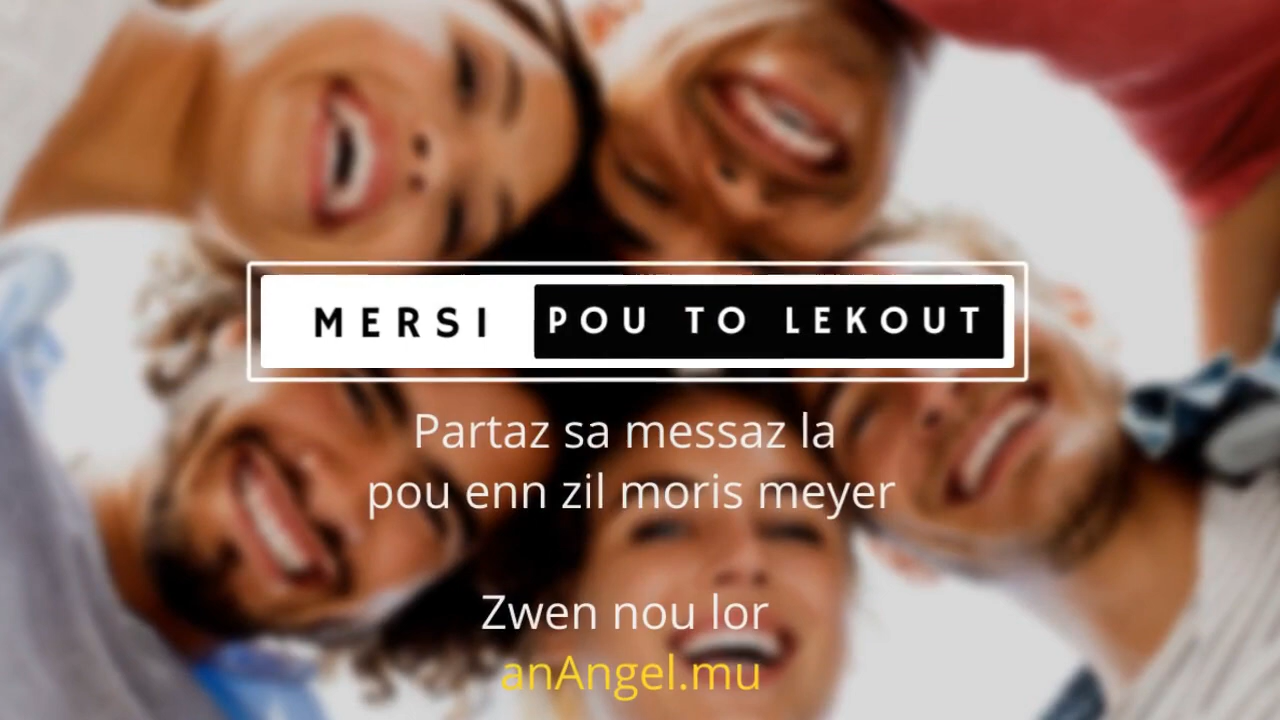 MERSI POU TO LEKOUT
Partaz sa messaz la
pou enn zil moris meyer
Zwen nou lor
anAngel.mu